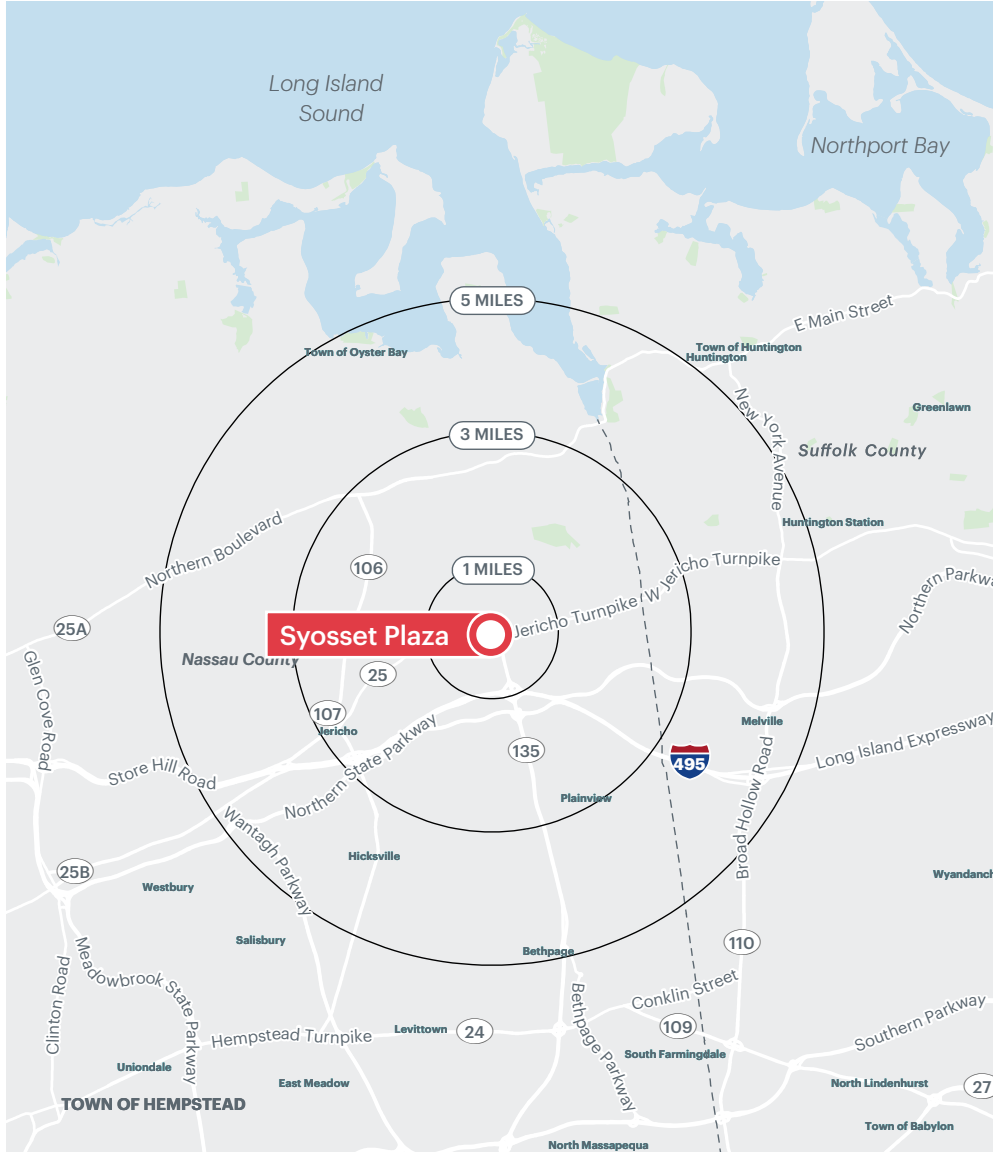 Long Island
Sound
Northport Bay
5 MILES
E Main Street
Town of Oyster Bay
Town of Huntington
Huntington
New York Avenue
Greenlawn
3 MILES
Suffolk County
Northern Boulevard
Huntington Station
106
1 MILES
W Jericho Turnpike
Northern Parkwa
Jericho Turnpike
25A
Syosset Plaza
Nassau County
25
Glen Cove Road
107
Jericho
Melville
135
Long Island Expressway
495
Store Hill Road
Northern State Parkway
Plainview
Broad Hollow Road
Wantagh Parkway
Hicksville
25B
Westbury
Wyandanch
Salisbury
Bethpage
110
Meadowbrook State Parkway
Clinton Road
Conklin Street
Bethpage Parkway
Southern Parkway
Hempstead Turnpike
Levittown
24
109
South Farmingdale
Uniondale
East Meadow
North Lindenhurst
27
TOWN OF HEMPSTEAD
Town of Babylon
North Massapequa